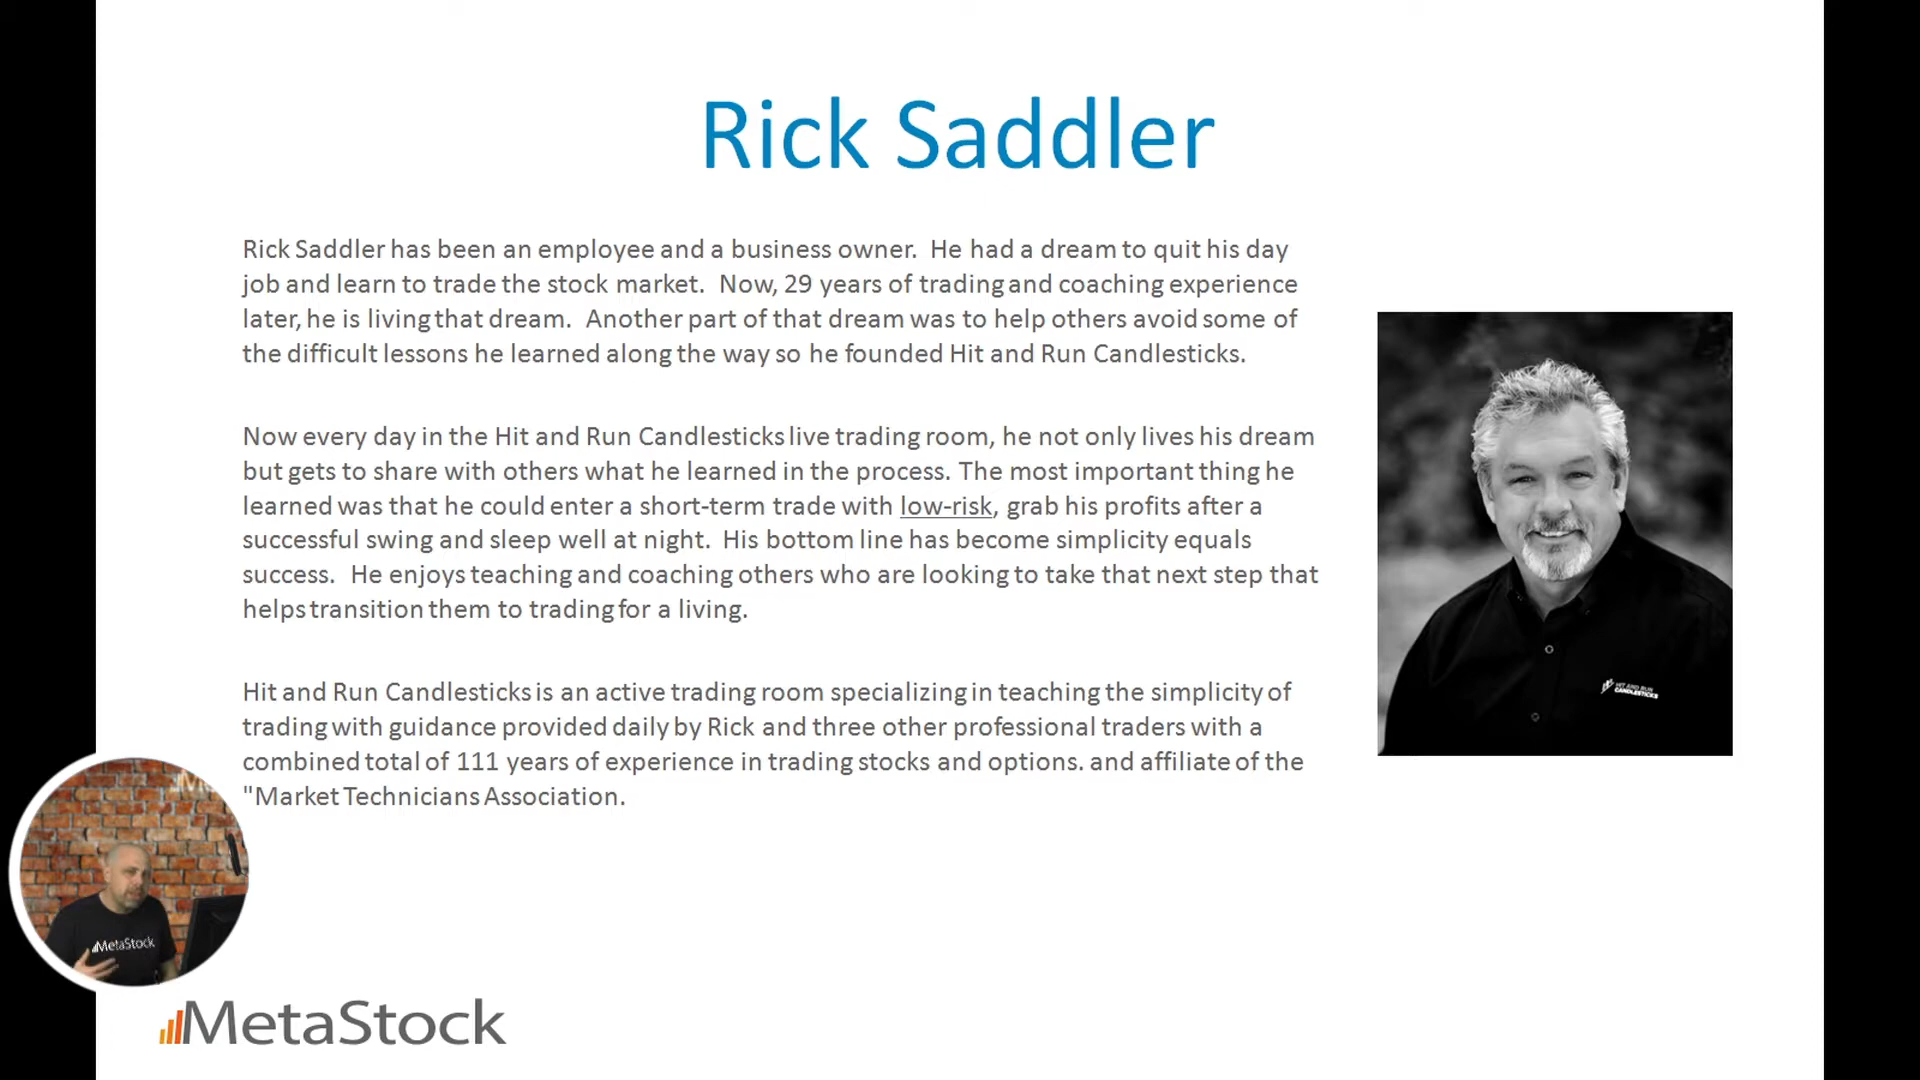 Rick Saddler
Rick Saddler has been an employee and a business owner.  He had a dream to quit his day
job and learn to trade the stock market.  Now, 29 years of trading and coaching experience
later, he is living that dream.  Another part of that dream was to help others avoid some of
the difficult lessons he learned along the way so he founded Hit and Run Candlesticks.
Now every day in the Hit and Run Candlesticks live trading room, he not only lives his dream
but gets to share with others what he learned in the process. The most important thing he
learned was that he could enter a short-term trade with low-risk, grab his profits after a
successful swing and sleep well at night.  His bottom line has become simplicity equals
success.  He enjoys teaching and coaching others who are looking to take that next step that
helps transition them to trading for a living.
Hit and Run Candlesticks is an active trading room specializing in teaching the simplicity of
trading with guidance provided daily by Rick and three other professional traders with a
combined total of 111 years of experience in trading stocks and options. and affiliate of the
"Market Technicians Association.
HIT AND RUN
CANDLESTICKS
MetaStock
MetaStock